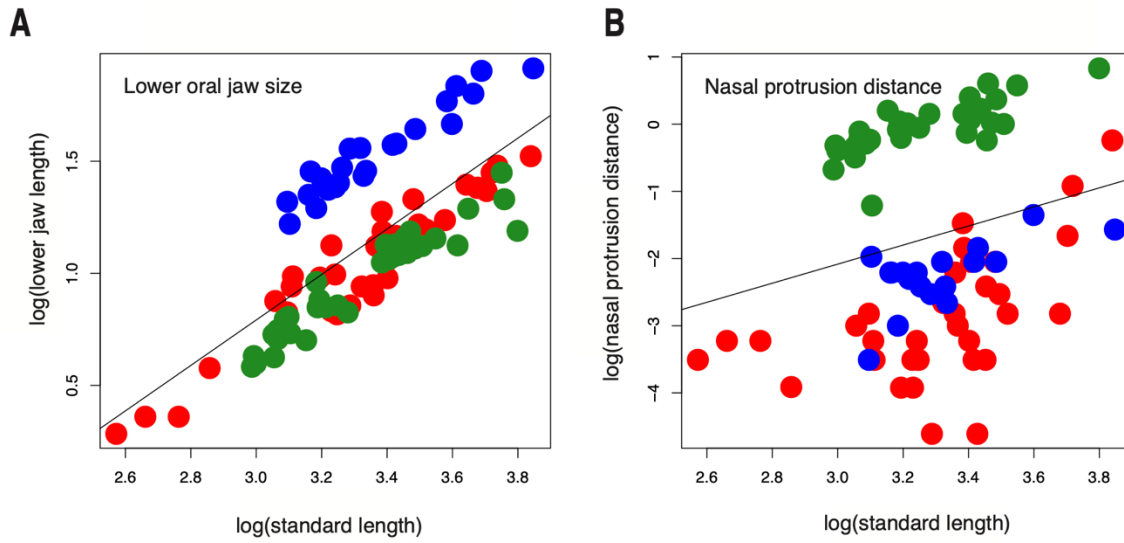 A
Lower oral jaw size
log(lower jaw length)
1.5
1.0
0.5
2.6 2.8 3.0 3.2 3.4 3.6 3.8
log(standard length)
B
Nasal protrusion distance
log(nasal protrusion distance)
1
0
−1
−2
−3
−4
2.6 2.8 3.0 3.2 3.4 3.6 3.8
log(standard length)